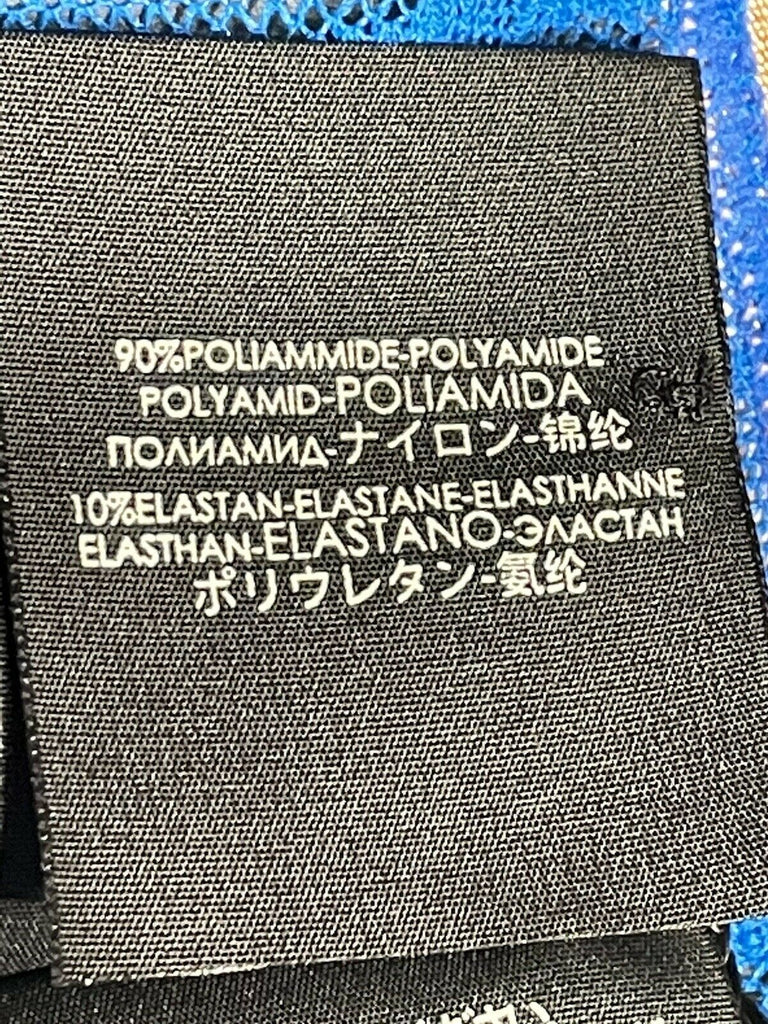 90%POLIAMMIDE-POLYAMIDE
POLYAMID-POLIAMIDA
ПОЛИАМИД-ナイロン-锦纶
10%ELASTAN-ELASTANE-ELASTHANNE
ELASTHAN-ELASTANO-ЭЛАСТАН
ポリウレタン-氨纶